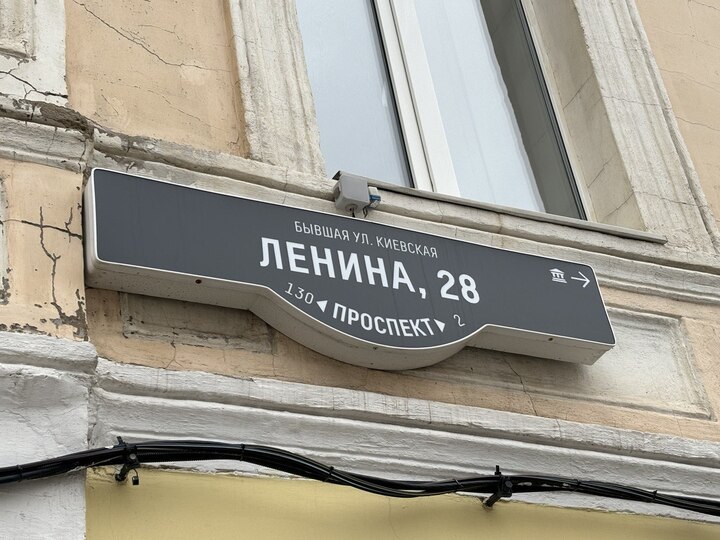 БЫВШАЯ УЛ. КИЕВСКАЯ
ЛЕНИНА, 28
130 ◄ ПРОСПЕКТ ► 2